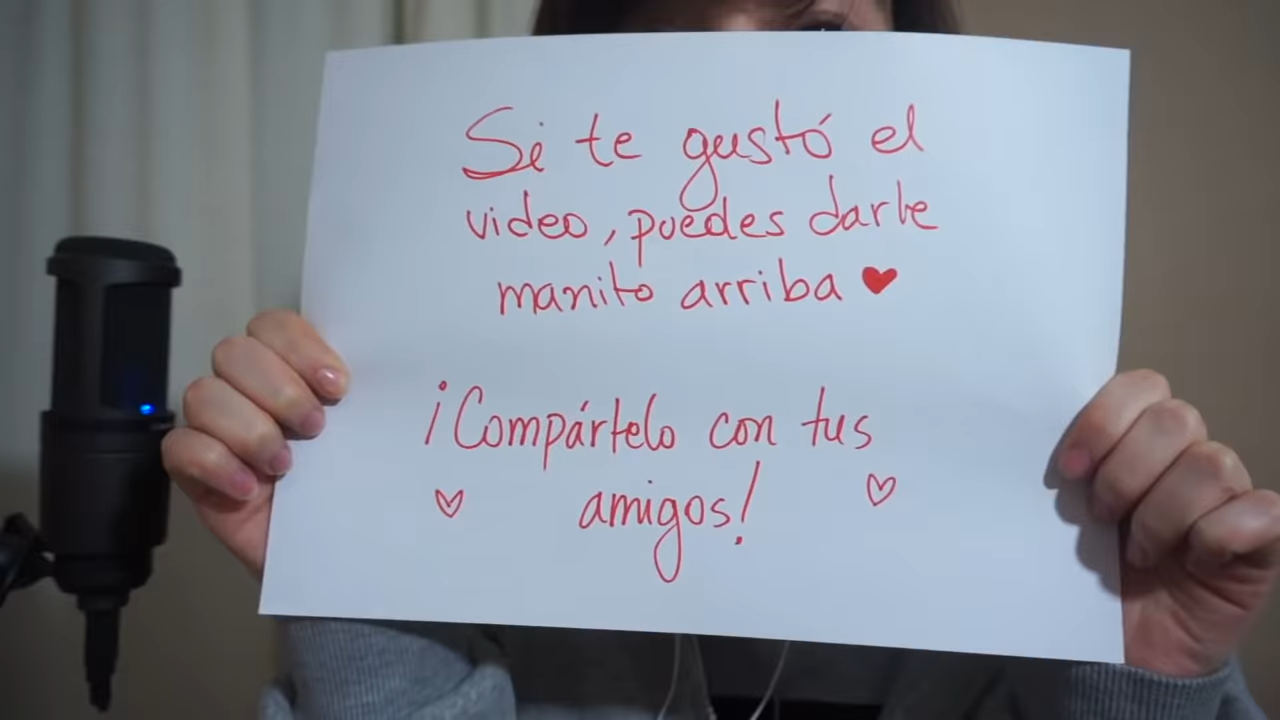 Si te gustó el
video, puedes darle
manito arriba ♥
¡Compártelo con tus
♡ amigos! ♡